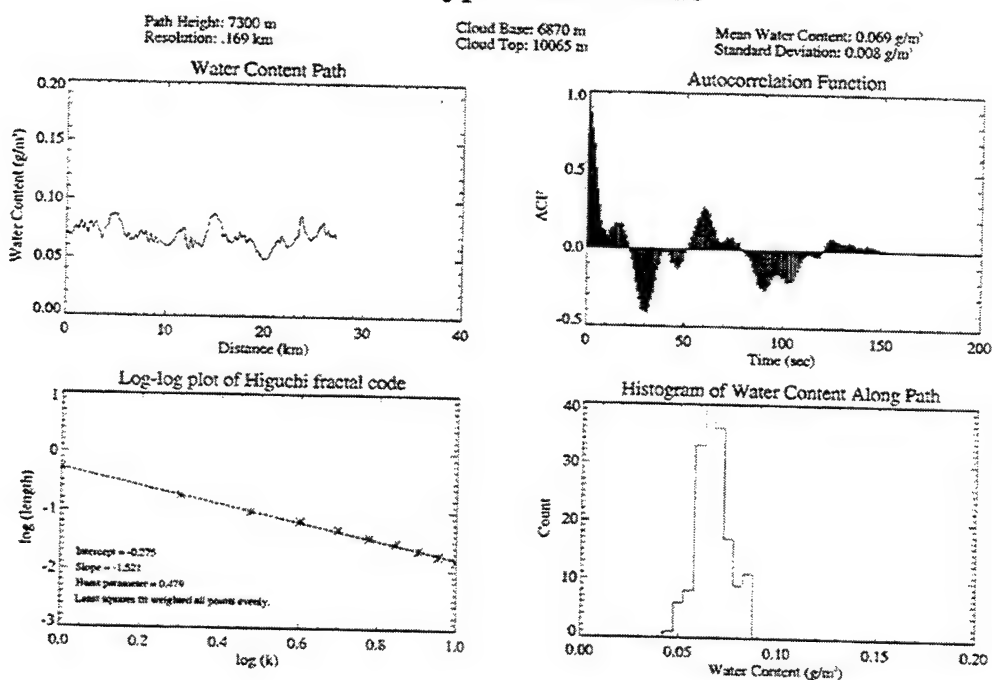 Path Height: 7300 m
Resolution: .169 km
Cloud Base: 6870 m
Cloud Top: 10065 m
Mean Water Content: 0.069 g/m³
Standard Deviation: 0.008 g/m³
Water Content Path
0.20
0.15
0.10
0.05
0.00
Water Content (g/m³)
0 10 20 30 40
Distance (km)
Autocorrelation Function
1.0
0.5
0.0
-0.5
ACF
0 50 100 150 200
Time (sec)
Log-log plot of Higuchi fractal code
1
0
-1
-2
-3
log (length)
Intercept = -0.275
Slope = -1.521
Hurst parameter = 0.479
Least squares fit weighted all points evenly.
0.0 0.2 0.4 0.6 0.8 1.0
log (k)
Histogram of Water Content Along Path
40
30
20
10
0
Count
0.00 0.05 0.10 0.15 0.20
Water Content (g/m³)